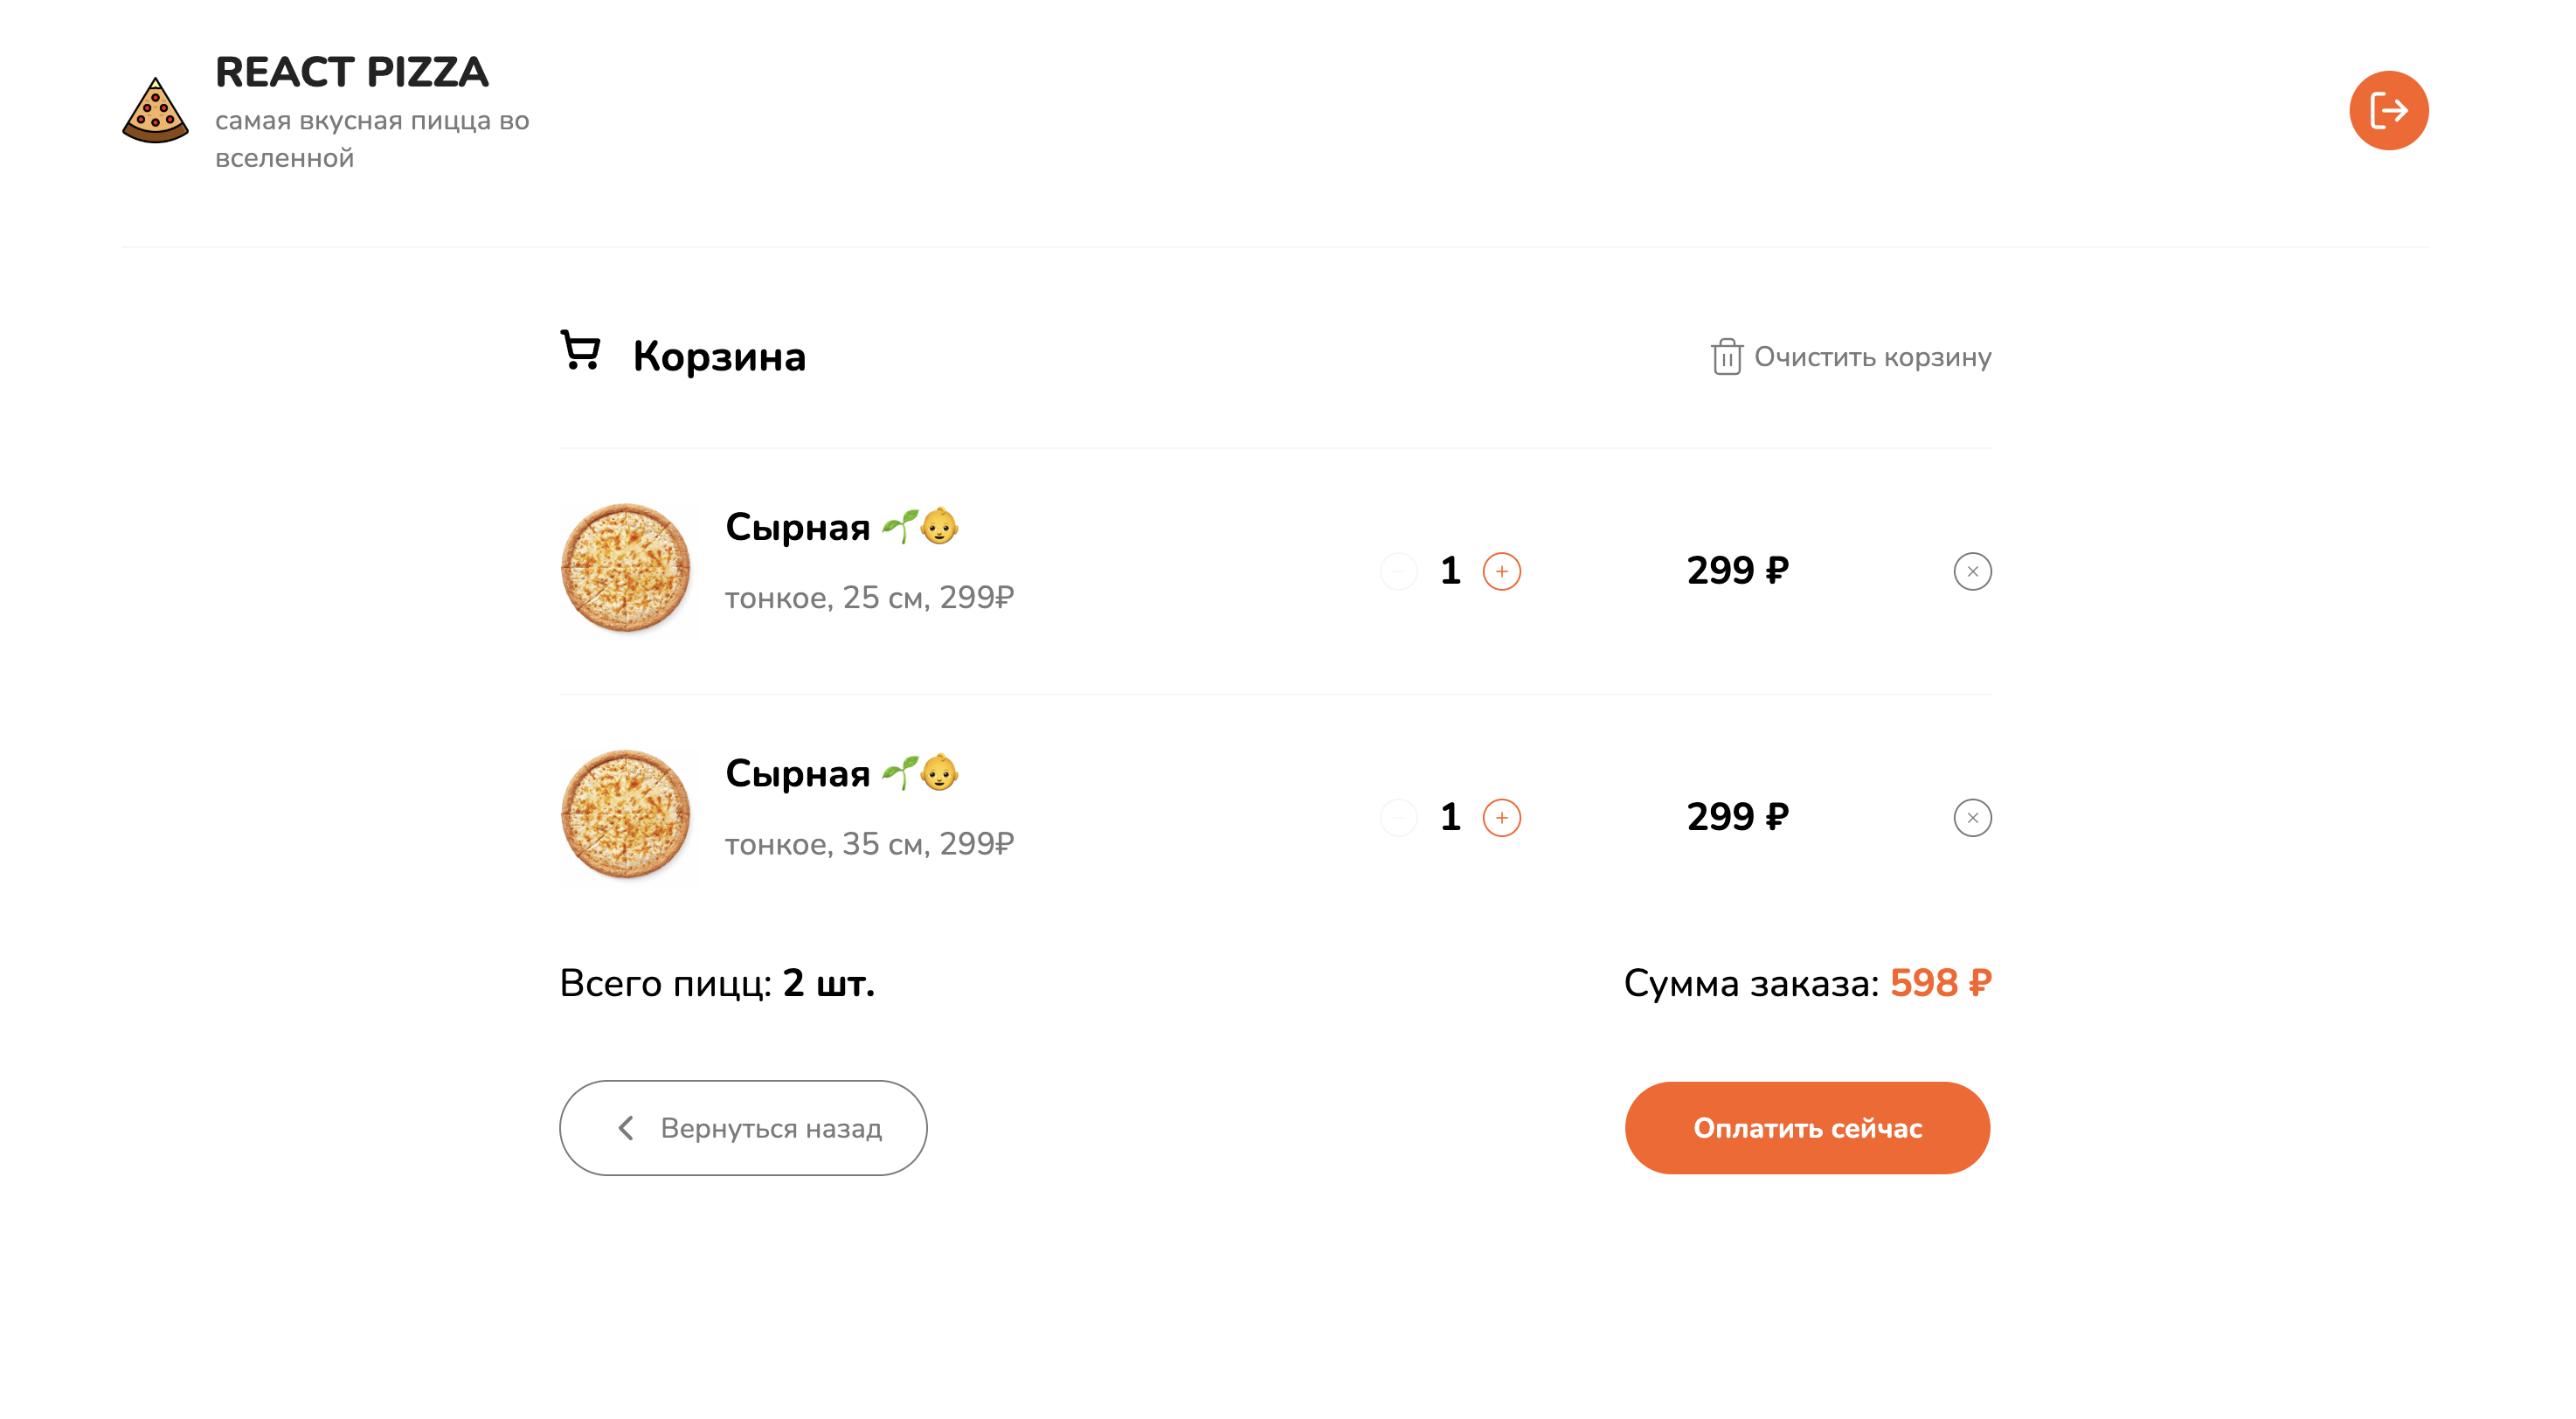 REACT PIZZA
самая вкусная пицца во
вселенной
Корзина
Очистить корзину
Сырная 🌱👶
тонкое, 25 см, 299₽
1
299 ₽
Сырная 🌱👶
тонкое, 35 см, 299₽
1
299 ₽
Всего пицц: 2 шт.
Сумма заказа: 598 ₽
Вернуться назад
Оплатить сейчас